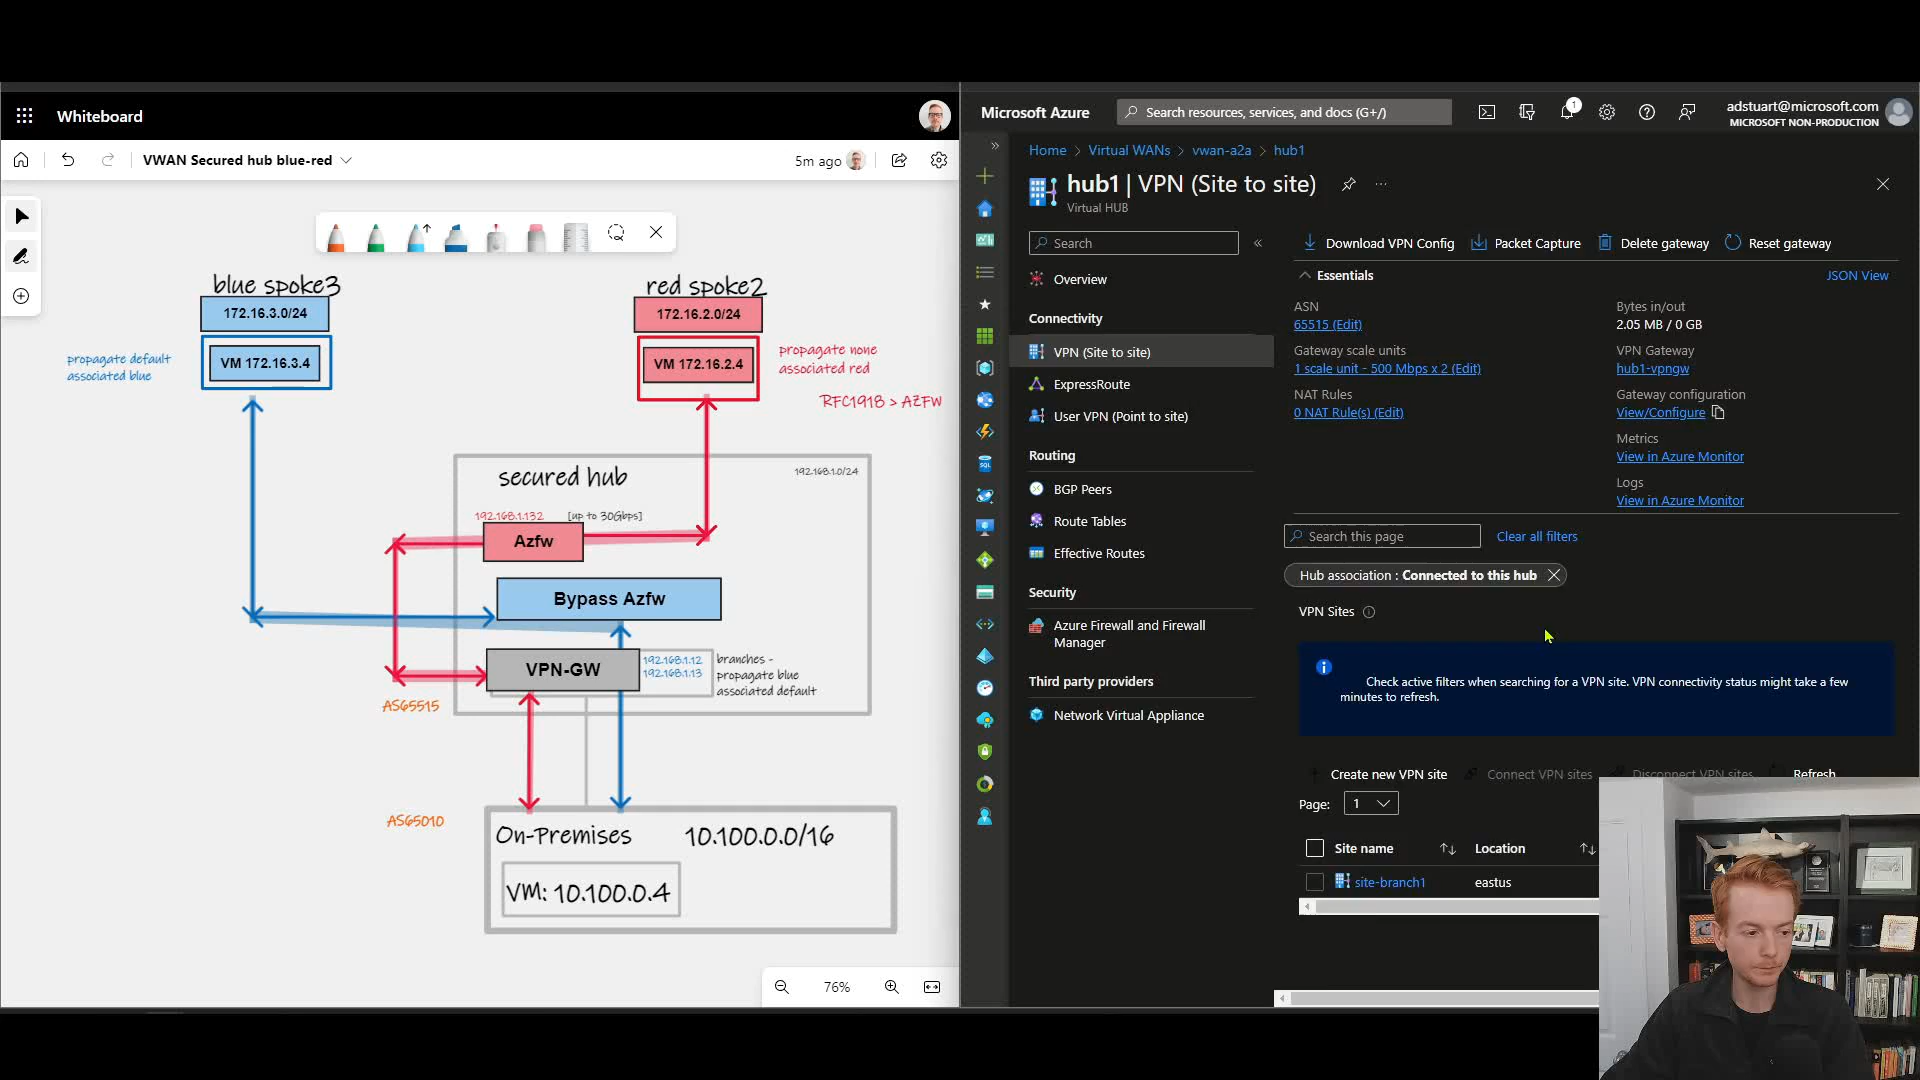 Whiteboard
VWAN Secured hub blue-red
5m ago
blue spoke3
172.16.3.0/24
VM 172.16.3.4
propagate default
associated blue
red spoke2
172.16.2.0/24
VM 172.16.2.4
propagate none
associated red
RFC1918 > AZFW
secured hub
192.168.1.0/24
192.168.1.132
[up to 30Gbps]
Azfw
Bypass Azfw
VPN-GW
192.168.1.12
192.168.1.13
branches -
propagate blue
associated default
AS65515
AS65010
On-Premises
10.100.0.0/16
VM: 10.100.0.4
76%
Microsoft Azure
Search resources, services, and docs (G+/)
1
adstuart@microsoft.com
MICROSOFT NON-PRODUCTION
Home > Virtual WANs > vwan-a2a > hub1
hub1 | VPN (Site to site)
Virtual HUB
Search
Overview
Connectivity
VPN (Site to site)
ExpressRoute
User VPN (Point to site)
Routing
BGP Peers
Route Tables
Effective Routes
Security
Azure Firewall and Firewall
Manager
Third party providers
Network Virtual Appliance
Download VPN Config
Packet Capture
Delete gateway
Reset gateway
Essentials
JSON View
ASN
65515 (Edit)
Gateway scale units
1 scale unit - 500 Mbps x 2 (Edit)
NAT Rules
0 NAT Rule(s) (Edit)
Bytes in/out
2.05 MB / 0 GB
VPN Gateway
hub1-vpngw
Gateway configuration
View/Configure
Metrics
View in Azure Monitor
Logs
View in Azure Monitor
Search this page
Clear all filters
Hub association : Connected to this hub
VPN Sites
Check active filters when searching for a VPN site. VPN connectivity status might take a few
minutes to refresh.
Create new VPN site
Connect VPN sites
Disconnect VPN sites
Refresh
Page:
1
Site name
Location
site-branch1
eastus